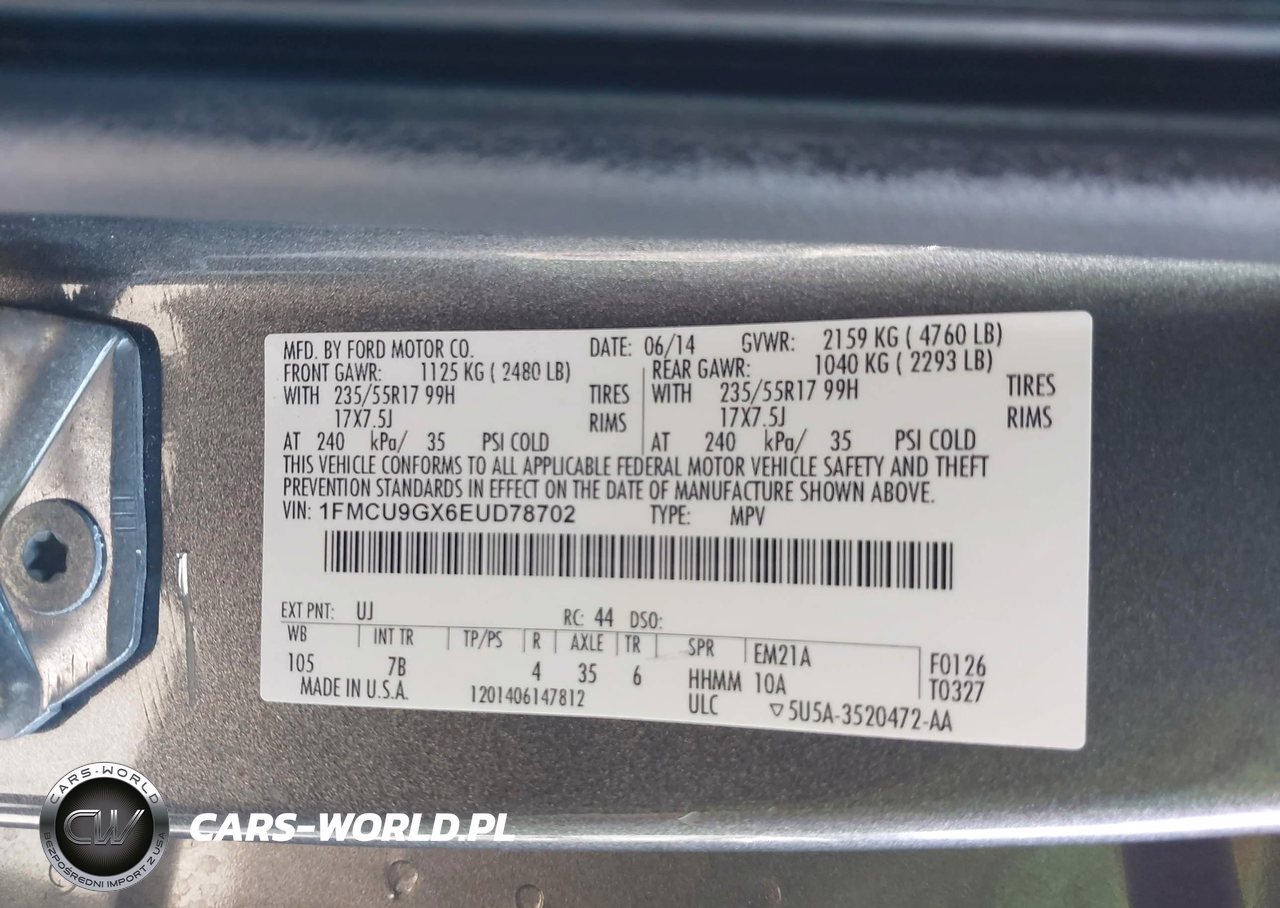 MFD. BY FORD MOTOR CO. DATE: 06/14 GVWR: 2159 KG ( 4760 LB)
FRONT GAWR: 1125 KG ( 2480 LB) REAR GAWR: 1040 KG ( 2293 LB)
WITH 235/55R17 99H TIRES WITH 235/55R17 99H TIRES
17X7.5J RIMS 17X7.5J RIMS
AT 240 kPa/ 35 PSI COLD AT 240 kPa/ 35 PSI COLD
THIS VEHICLE CONFORMS TO ALL APPLICABLE FEDERAL MOTOR VEHICLE SAFETY AND THEFT
PREVENTION STANDARDS IN EFFECT ON THE DATE OF MANUFACTURE SHOWN ABOVE.
VIN: 1FMCU9GX6EUD78702 TYPE: MPV
EXT PNT: UJ RC: 44 DSO:
WB INT TR TP/PS R AXLE TR SPR EM21A F0126
105 7B 4 35 6 HHMM 10A T0327
MADE IN U.S.A. 1201406147812 ULC ▽5U5A-3520472-AA
CARS-WORLD
CW
BEZPOŚREDNI IMPORT Z USA
CARS-WORLD.PL